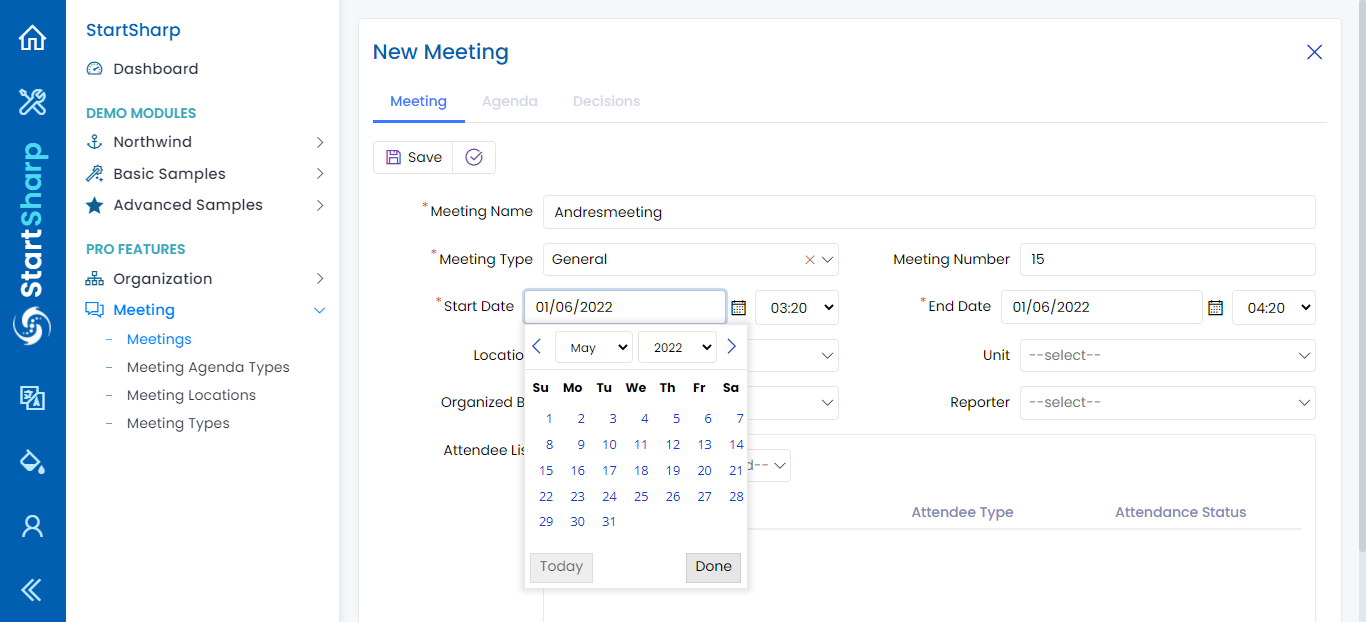 StartSharp
StartSharp
Dashboard
DEMO MODULES
Northwind
Basic Samples
Advanced Samples
PRO FEATURES
Organization
Meeting
Meetings
Meeting Agenda Types
Meeting Locations
Meeting Types
New Meeting
Meeting Agenda Decisions
Save
*Meeting Name Andresmeeting
*Meeting Type General Meeting Number 15
*Start Date 01/06/2022 03:20 *End Date 01/06/2022 04:20
Locatio Unit --select--
Organized B Reporter --select--
Attendee Lis d--
Attendee Type Attendance Status
May 2022
Su Mo Tu We Th Fr Sa
1 2 3 4 5 6 7
8 9 10 11 12 13 14
15 16 17 18 19 20 21
22 23 24 25 26 27 28
29 30 31
Today Done